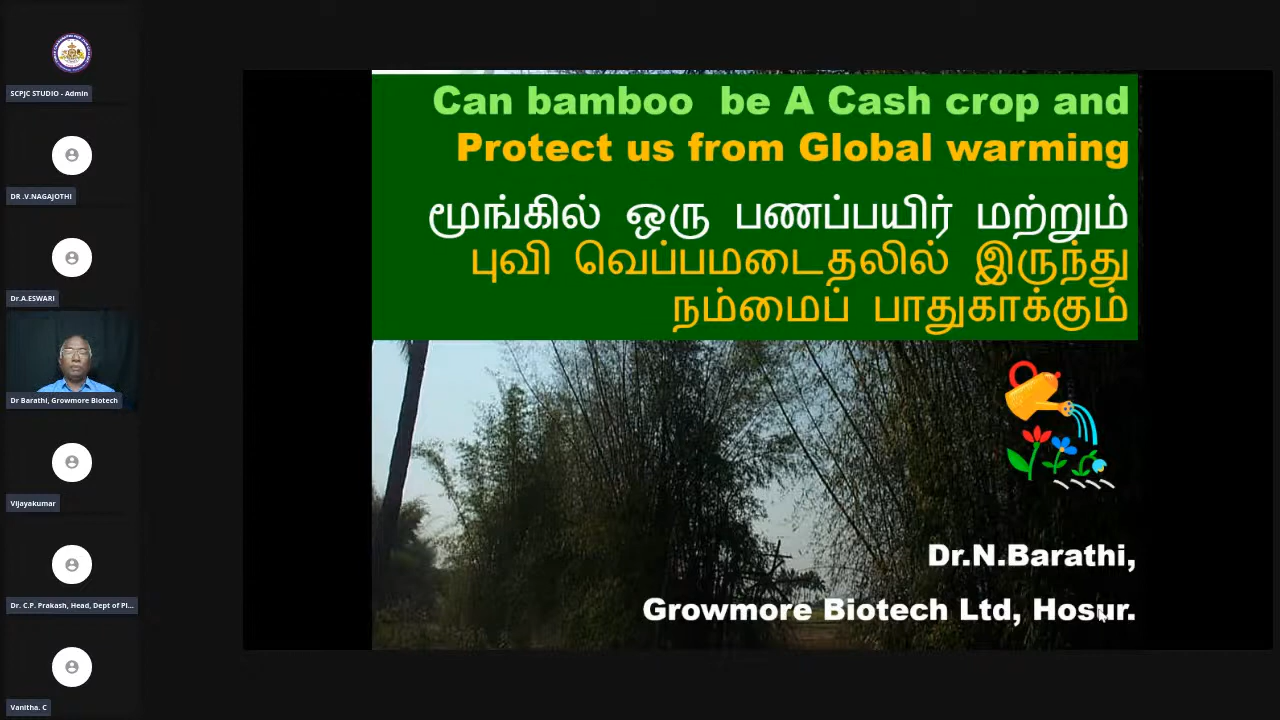 SCPJC STUDIO - Admin
DR .V.NAGAJOTHI
Dr.A.ESWARI
Dr Barathi, Growmore Biotech
Vijayakumar
Dr. C.P. Prakash, Head, Dept of Pl...
Vanitha. C
Can bamboo be A Cash crop and
Protect us from Global warming
மூங்கில் ஒரு பணப்பயிர் மற்றும்
புவி வெப்பமடைதலில் இருந்து
நம்மைப் பாதுகாக்கும்
Dr.N.Barathi,
Growmore Biotech Ltd, Hosur.